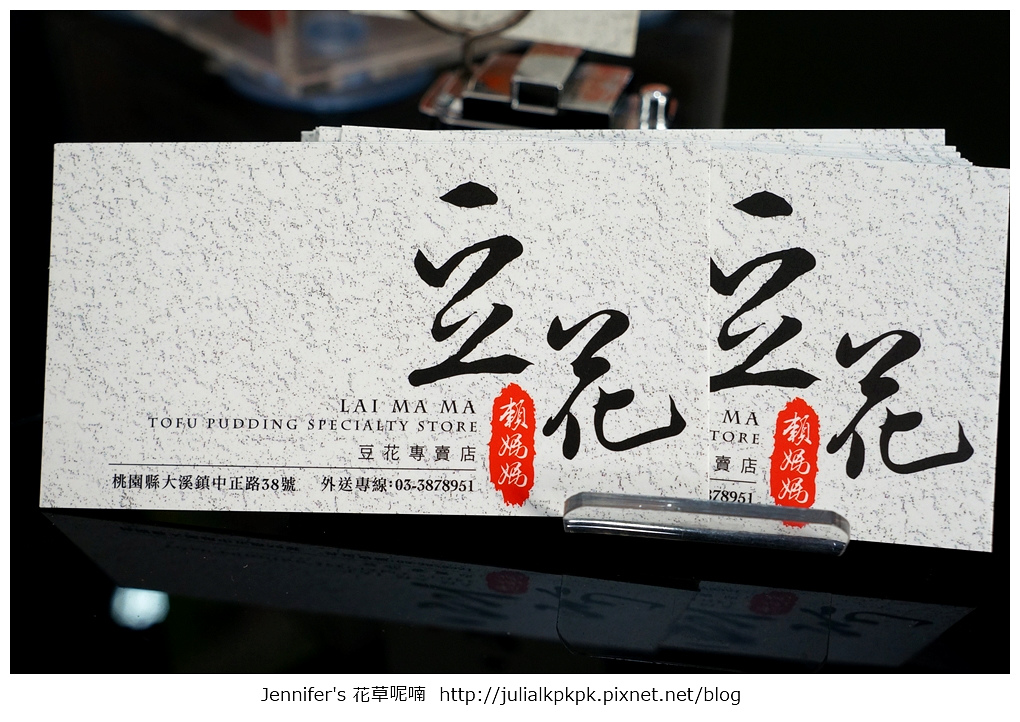 豆花
賴媽媽
LAI MA MA
TOFU PUDDING SPECIALTY STORE
豆花專賣店
桃園縣大溪鎮中正路38號 外送專線:03-3878951
豆花
賴媽媽
MA
TORE
賣店
378951
Jennifer's 花草呢喃 http://julialkpkpk.pixnet.net/blog